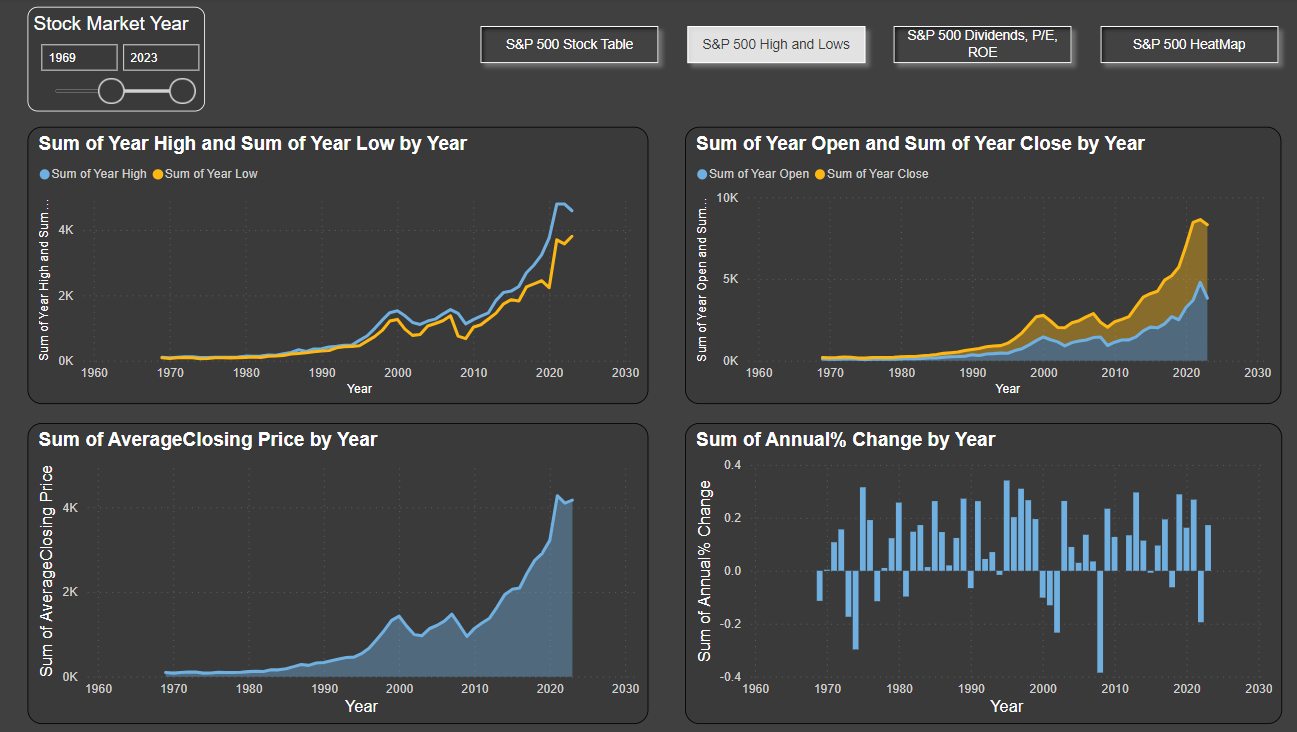 Stock Market Year
1969
2023
S&P 500 Stock Table
S&P 500 High and Lows
S&P 500 Dividends, P/E,
ROE
S&P 500 HeatMap
Sum of Year High and Sum of Year Low by Year
Sum of Year High
Sum of Year Low
Sum of Year High and Sum ...
4K
2K
0K
1960
1970
1980
1990
2000
2010
2020
2030
Year
Sum of Year Open and Sum of Year Close by Year
Sum of Year Open
Sum of Year Close
Sum of Year Open and Sum...
10K
5K
0K
1960
1970
1980
1990
2000
2010
2020
2030
Year
Sum of AverageClosing Price by Year
Sum of AverageClosing Price
4K
2K
0K
1960
1970
1980
1990
2000
2010
2020
2030
Year
Sum of Annual% Change by Year
Sum of Annual% Change
0.4
0.2
0.0
-0.2
-0.4
1960
1970
1980
1990
2000
2010
2020
2030
Year